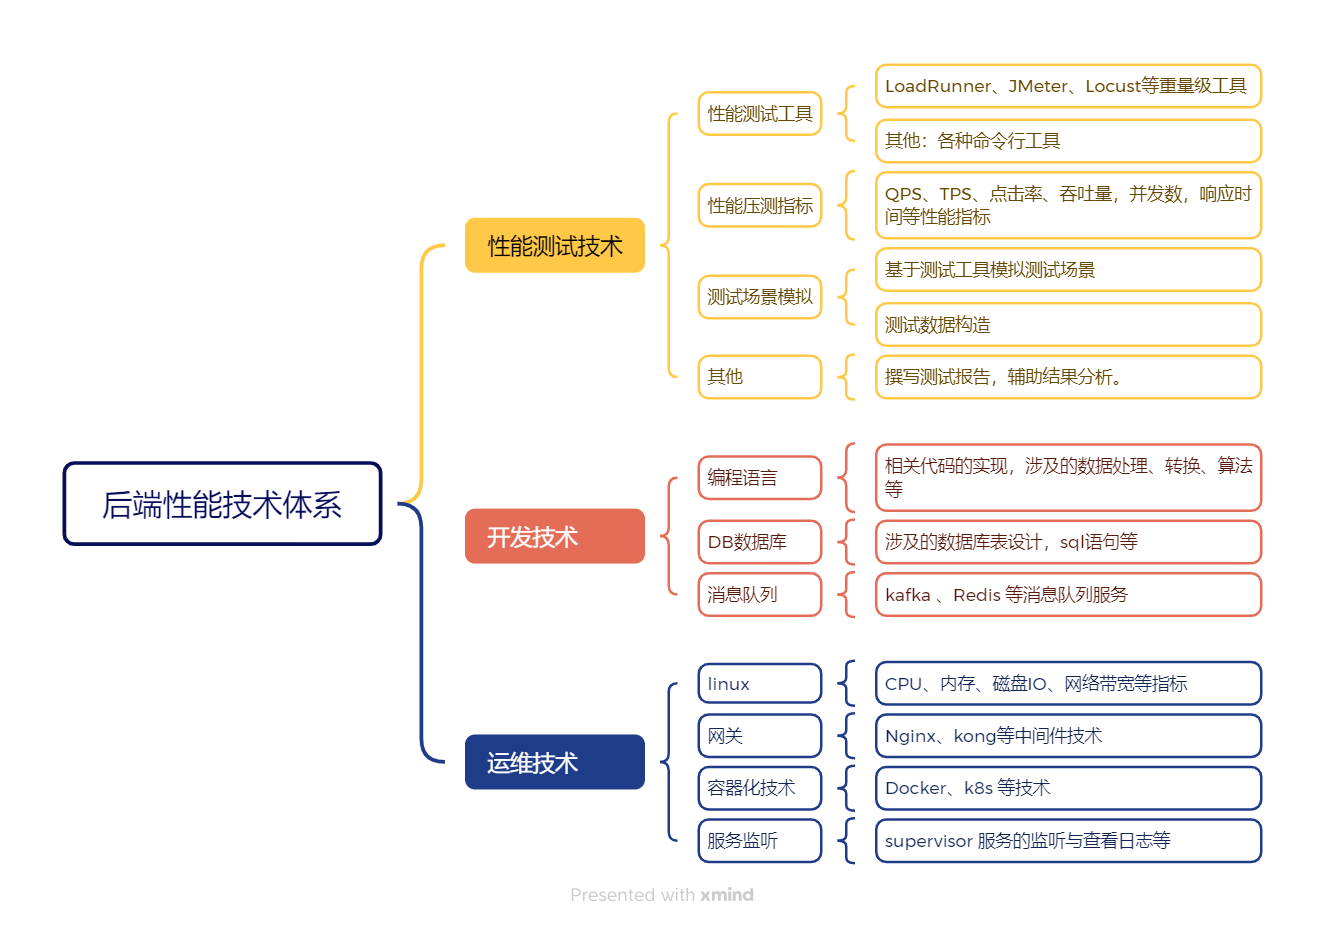 后端性能技术体系
性能测试技术
性能测试工具
LoadRunner、JMeter、Locust等重量级工具
其他：各种命令行工具
性能压测指标
QPS、TPS、点击率、吞吐量，并发数，响应时
间等性能指标
测试场景模拟
基于测试工具模拟测试场景
测试数据构造
其他
撰写测试报告，辅助结果分析。
开发技术
编程语言
相关代码的实现，涉及的数据处理、转换、算法
等
DB数据库
涉及的数据库表设计，sql语句等
消息队列
kafka 、Redis 等消息队列服务
运维技术
linux
CPU、内存、磁盘IO、网络带宽等指标
网关
Nginx、kong等中间件技术
容器化技术
Docker、k8s 等技术
服务监听
supervisor 服务的监听与查看日志等
Presented with xmind